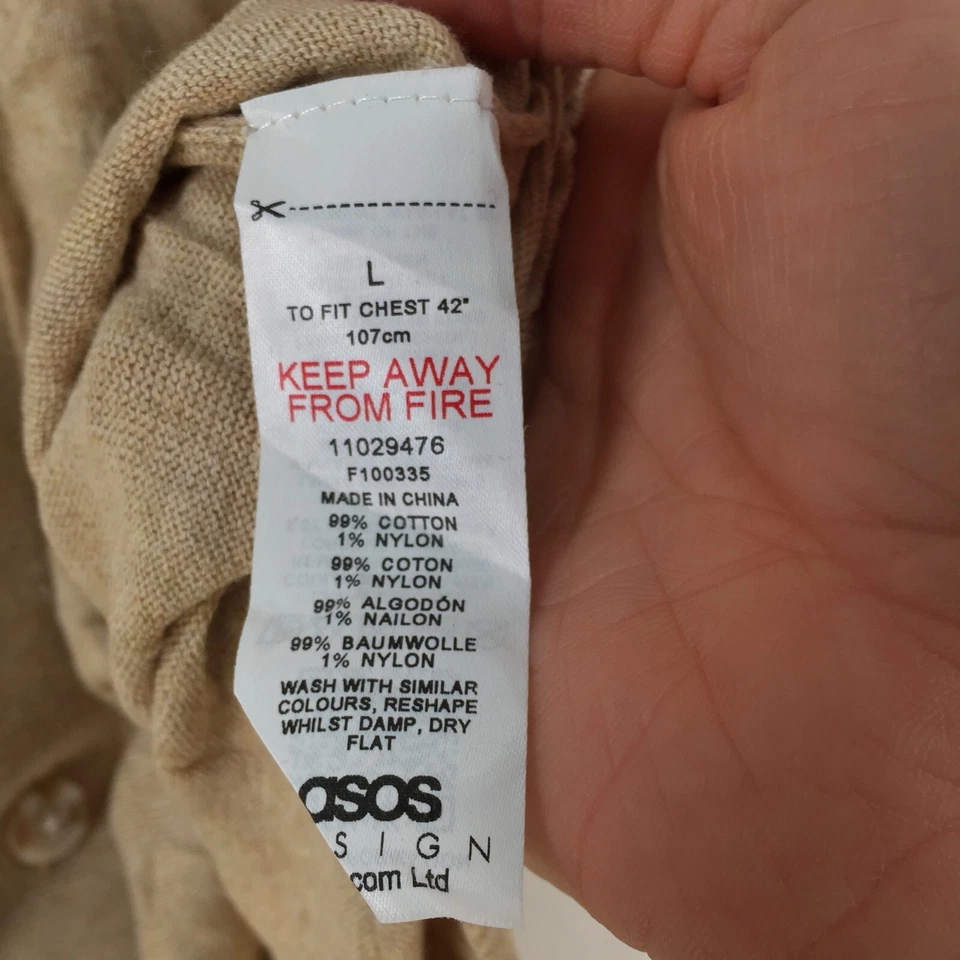 L
TO FIT CHEST 42"
107cm
KEEP AWAY
FROM FIRE
11029476
F100335
MADE IN CHINA
99% COTTON
1% NYLON
99% COTON
1% NYLON
99% ALGODÓN
1% NAILON
99% BAUMWOLLE
1% NYLON
WASH WITH SIMILAR
COLOURS, RESHAPE
WHILST DAMP, DRY
FLAT
asos
SIGN
.com Ltd